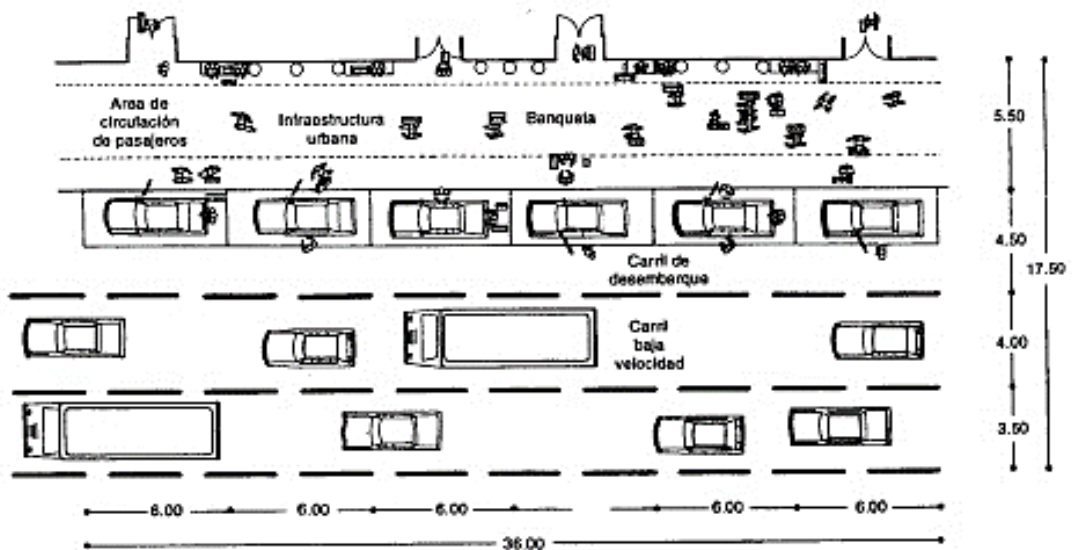 Area de
circulación
de pasajeros
Infraestructura
urbana
Banqueta
5.50
4.50
17.50
Carril de
desembarque
Carril
baja
velocidad
4.00
3.50
6.00
6.00
6.00
6.00
6.00
36.00